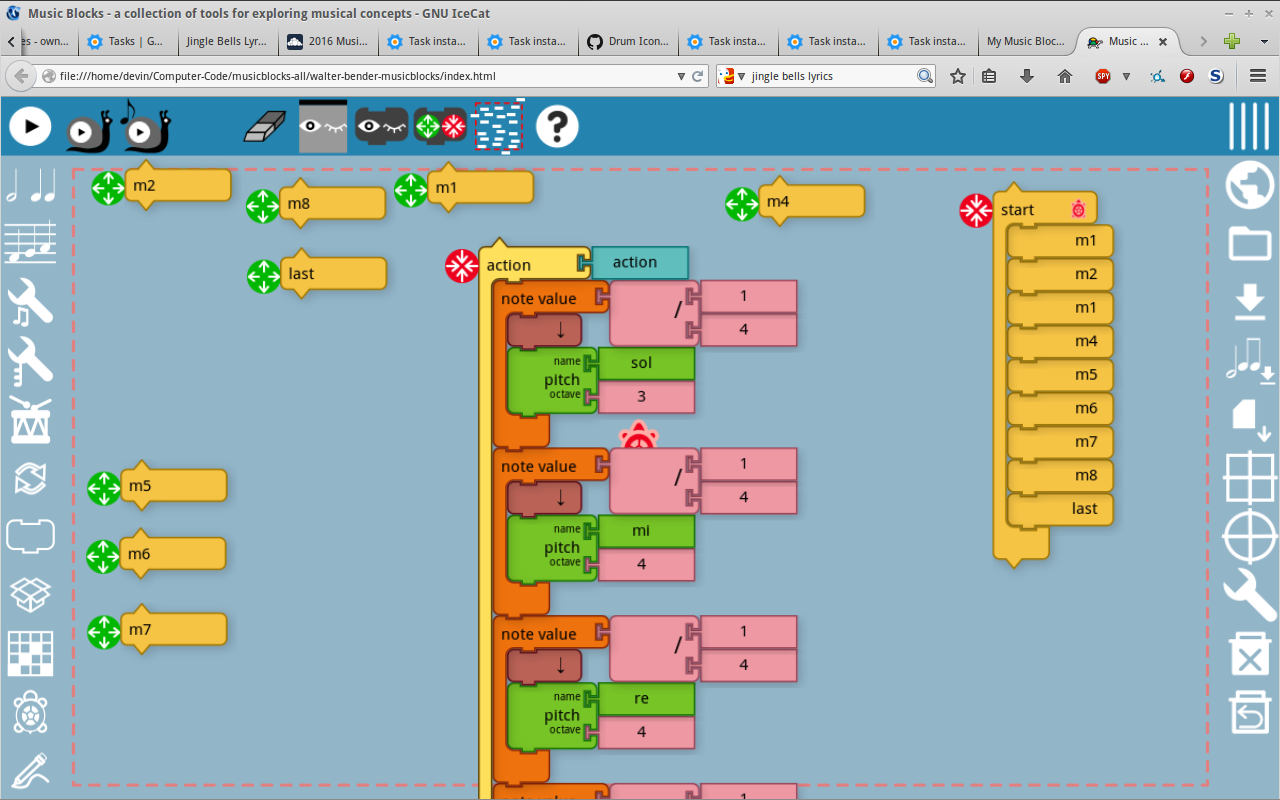 Music Blocks - a collection of tools for exploring musical concepts - GNU IceCat
es - own...
Tasks | G...
Jingle Bells Lyr...
2016 Musi...
Task insta...
Task insta...
Drum Icon...
Task insta...
Task insta...
Task insta...
My Music Bloc...
Music ...
file:///home/devin/Computer-Code/musicblocks-all/walter-bender-musicblocks/index.html
jingle bells lyrics
SPY
S
?
m2
m8
m1
m4
last
m5
m6
m7
action
action
note value
/
1
4
↓
name
pitch
octave
sol
3
note value
/
1
4
↓
name
pitch
octave
mi
4
note value
/
1
4
↓
name
pitch
octave
re
4
note value
1
start
m1
m2
m1
m4
m5
m6
m7
m8
last